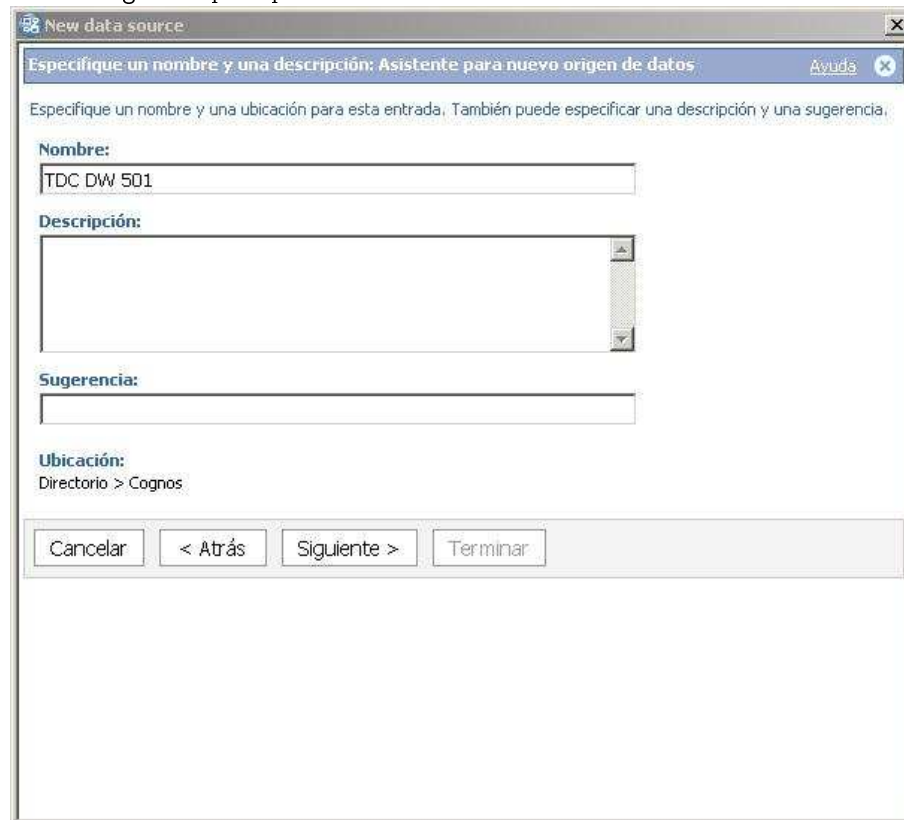 New data source
Especifique un nombre y una descripción: Asistente para nuevo origen de datos Ayuda
Especifique un nombre y una ubicación para esta entrada. También puede especificar una descripción y una sugerencia.
Nombre:
TDC DW 501
Descripción:
Sugerencia:
Ubicación:
Directorio > Cognos
Cancelar < Atrás Siguiente > Terminar